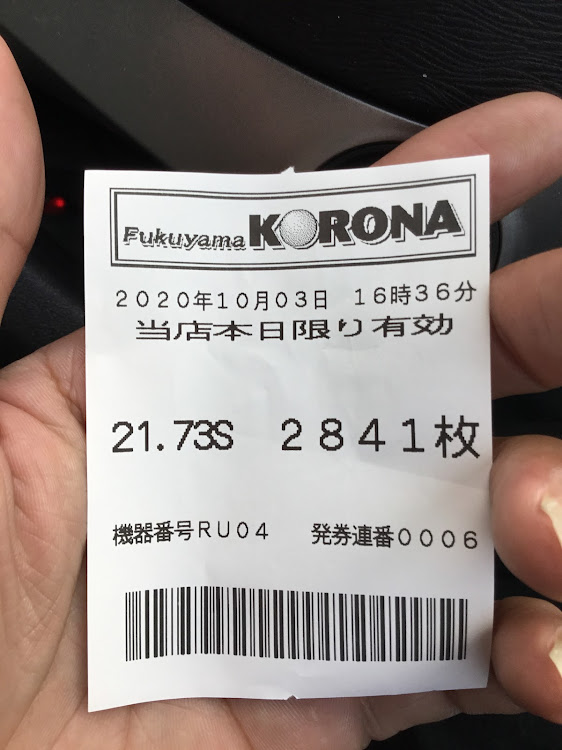 Fukuyama KORONA
2020年10月03日 16時36分
当店本日限り有効
21.73S 2841枚
機器番号RU04 発券連番0006